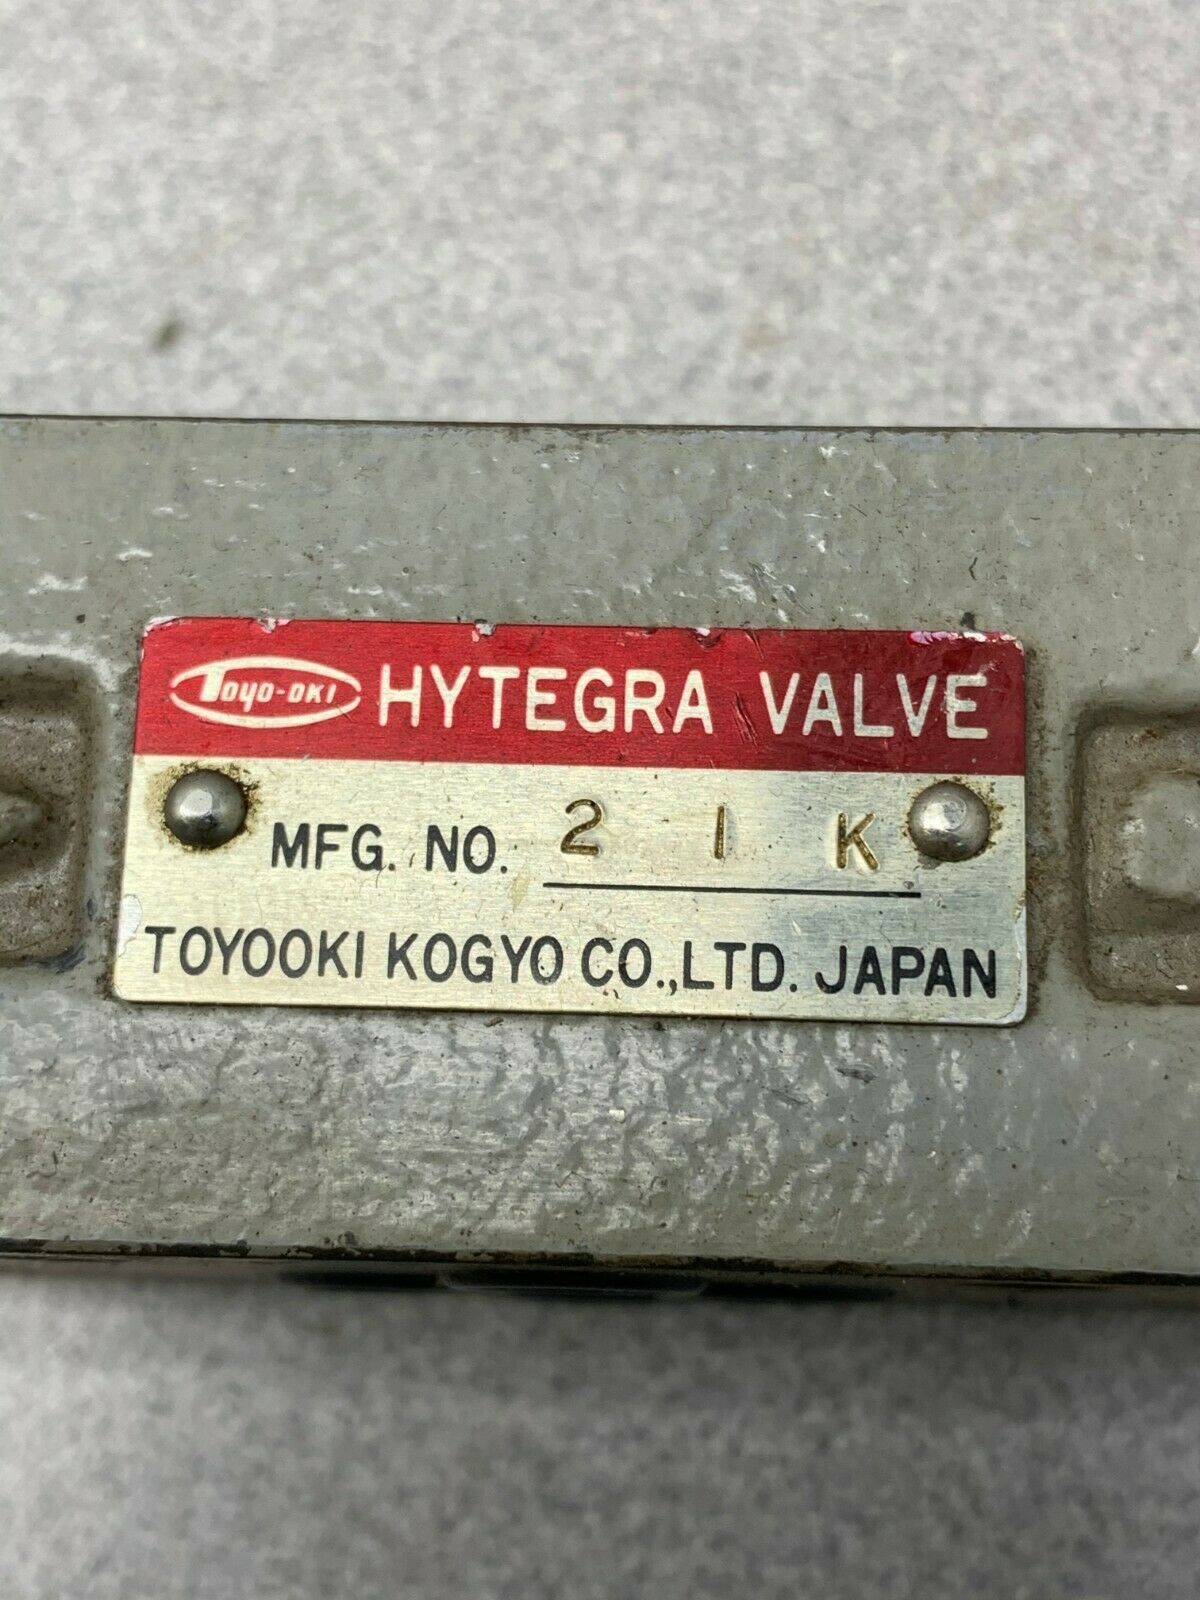 TOYO-OKI HYTEGRA VALVE
MFG. NO. 2 1 K
TOYOOKI KOGYO CO.,LTD. JAPAN